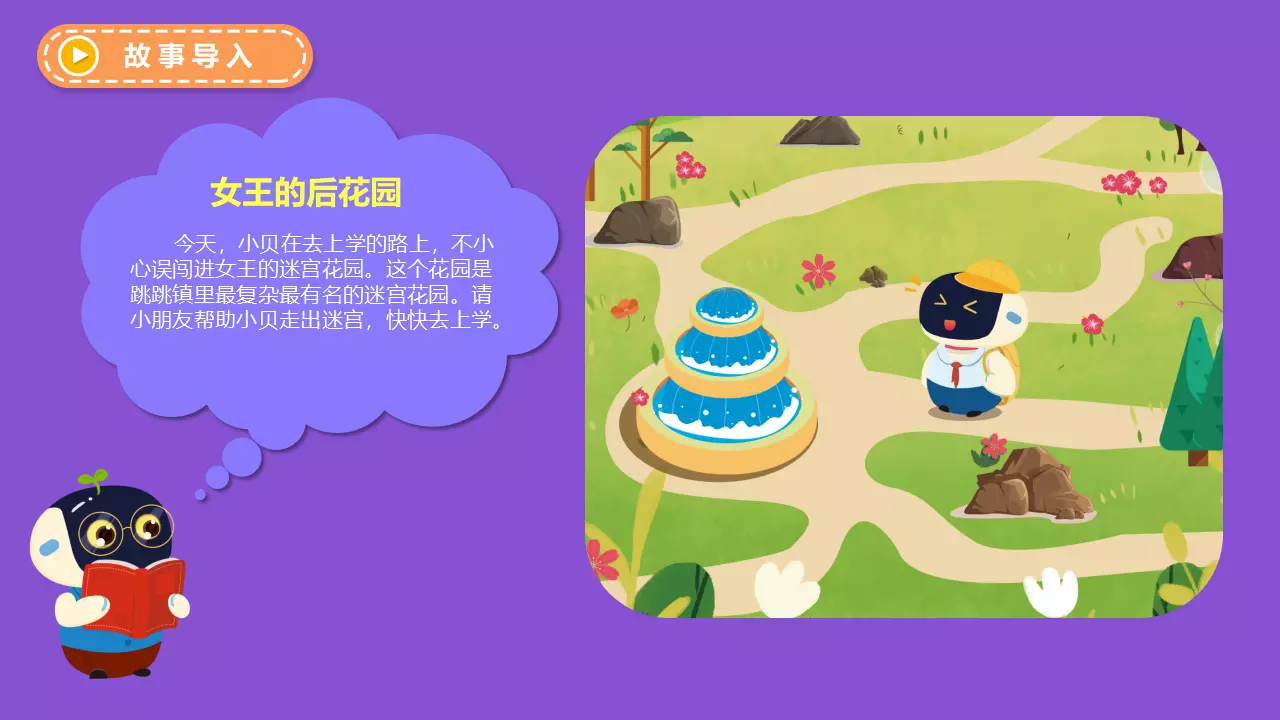 故事导入
女王的后花园
今天，小贝在去上学的路上，不小
心误闯进女王的迷宫花园。这个花园是
跳跳镇里最复杂最有名的迷宫花园。请
小朋友帮助小贝走出迷宫，快快去上学。